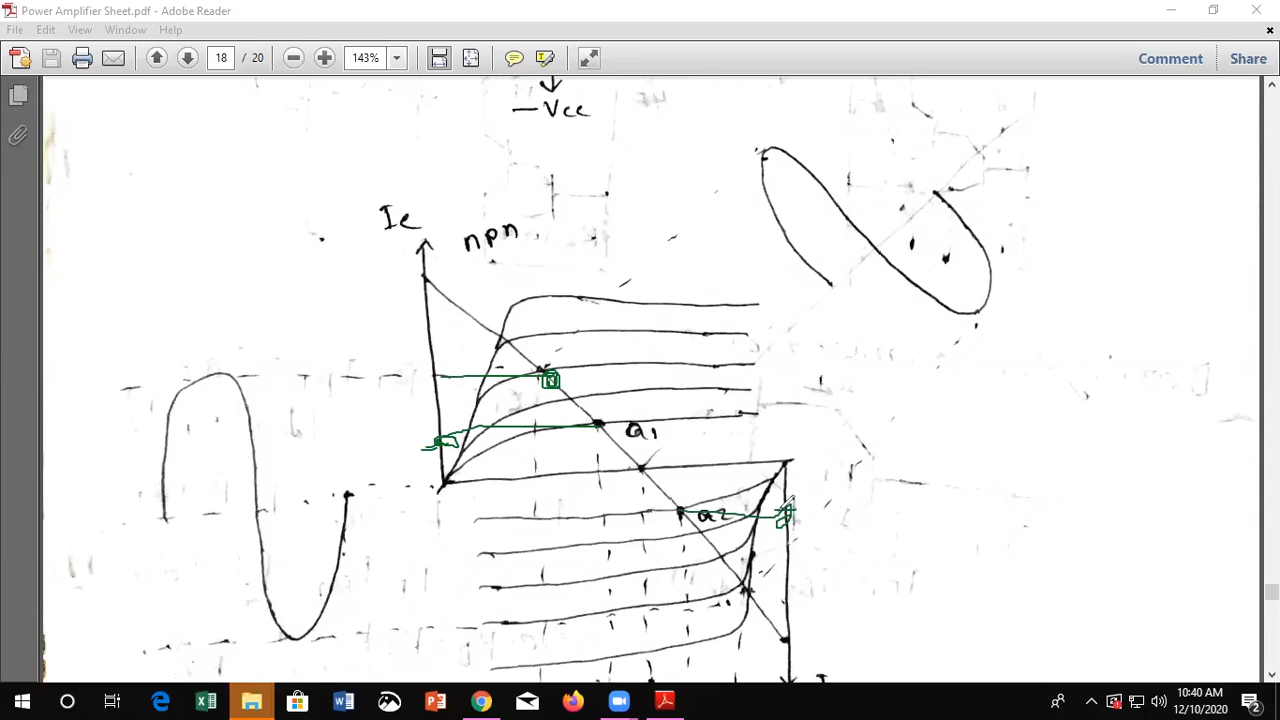 Power Amplifier Sheet.pdf - Adobe Reader
File Edit View Window Help
18 / 20 143% Comment Share
-Vcc
Ic npn
Q1
Q2
10:40 AM
12/10/2020
2